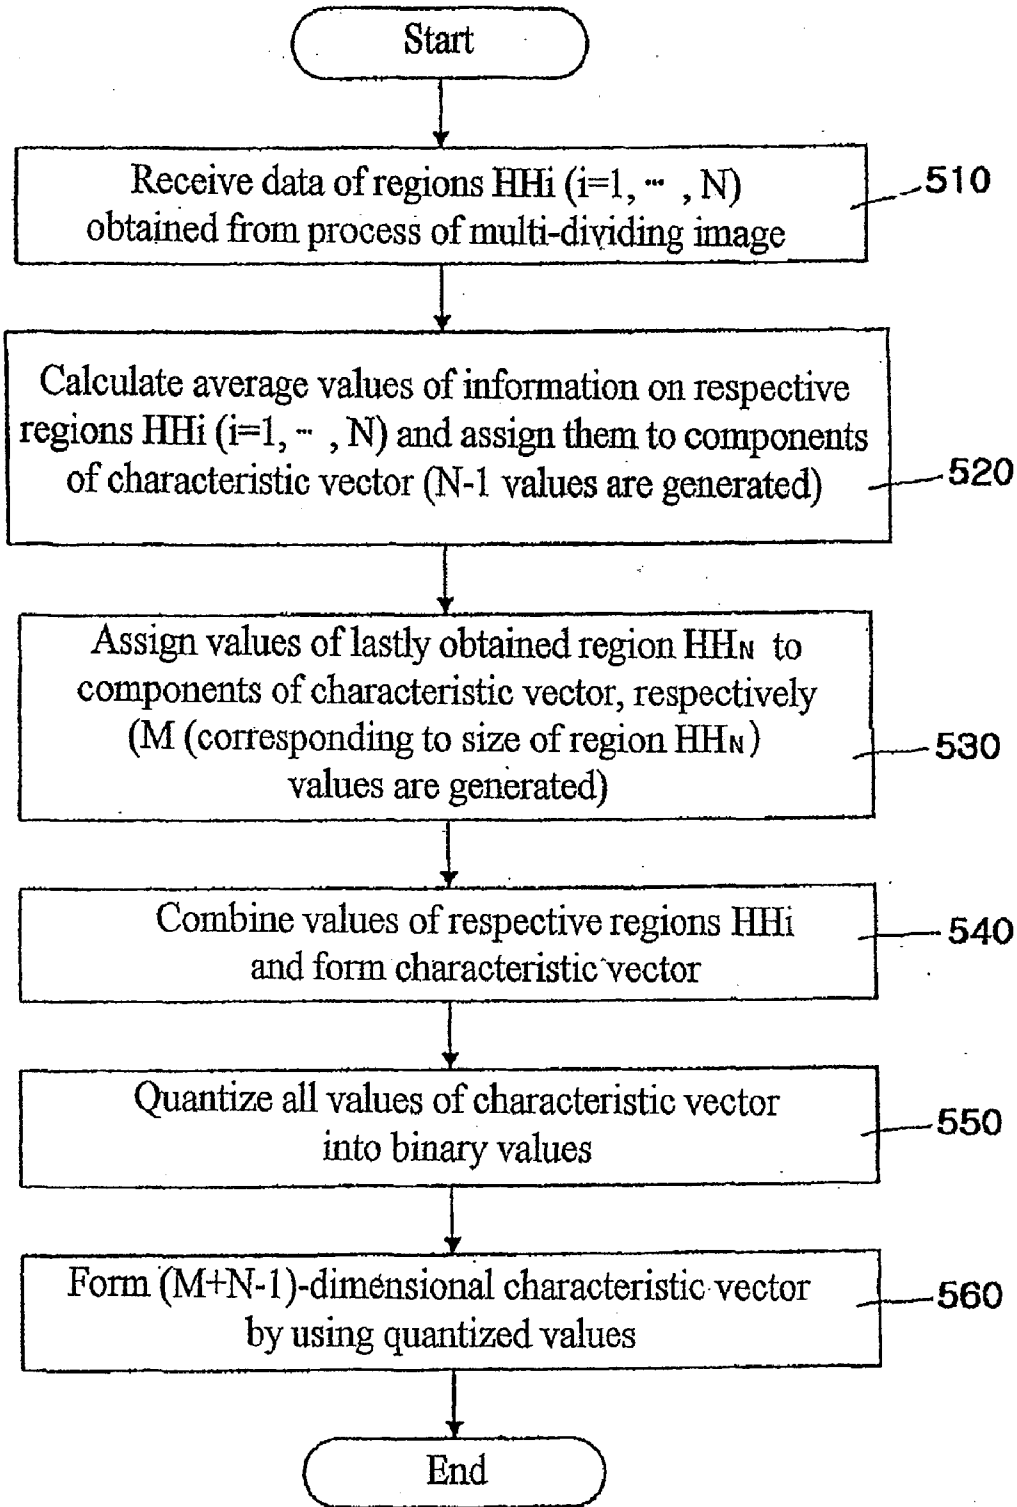 Start
Receive data of regions HHi (i=1, ··· , N)
obtained from process of multi-dividing image
510
Calculate average values of information on respective
regions HHi (i=1, ·· , N) and assign them to components
of characteristic vector (N-1 values are generated)
520
Assign values of lastly obtained region HHN to
components of characteristic vector, respectively
(M (corresponding to size of region HHN)
values are generated)
530
Combine values of respective regions HHi
and form characteristic vector
540
Quantize all values of characteristic vector
into binary values
550
Form (M+N-1)-dimensional characteristic vector
by using quantized values
560
End